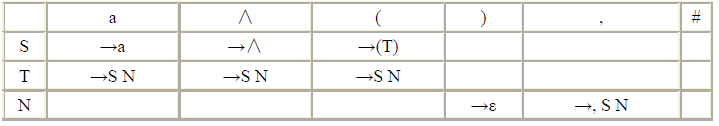 a ∧ ( ) , #
S →a →∧ →(T)
T →S N →S N →S N
N →ε →, S N